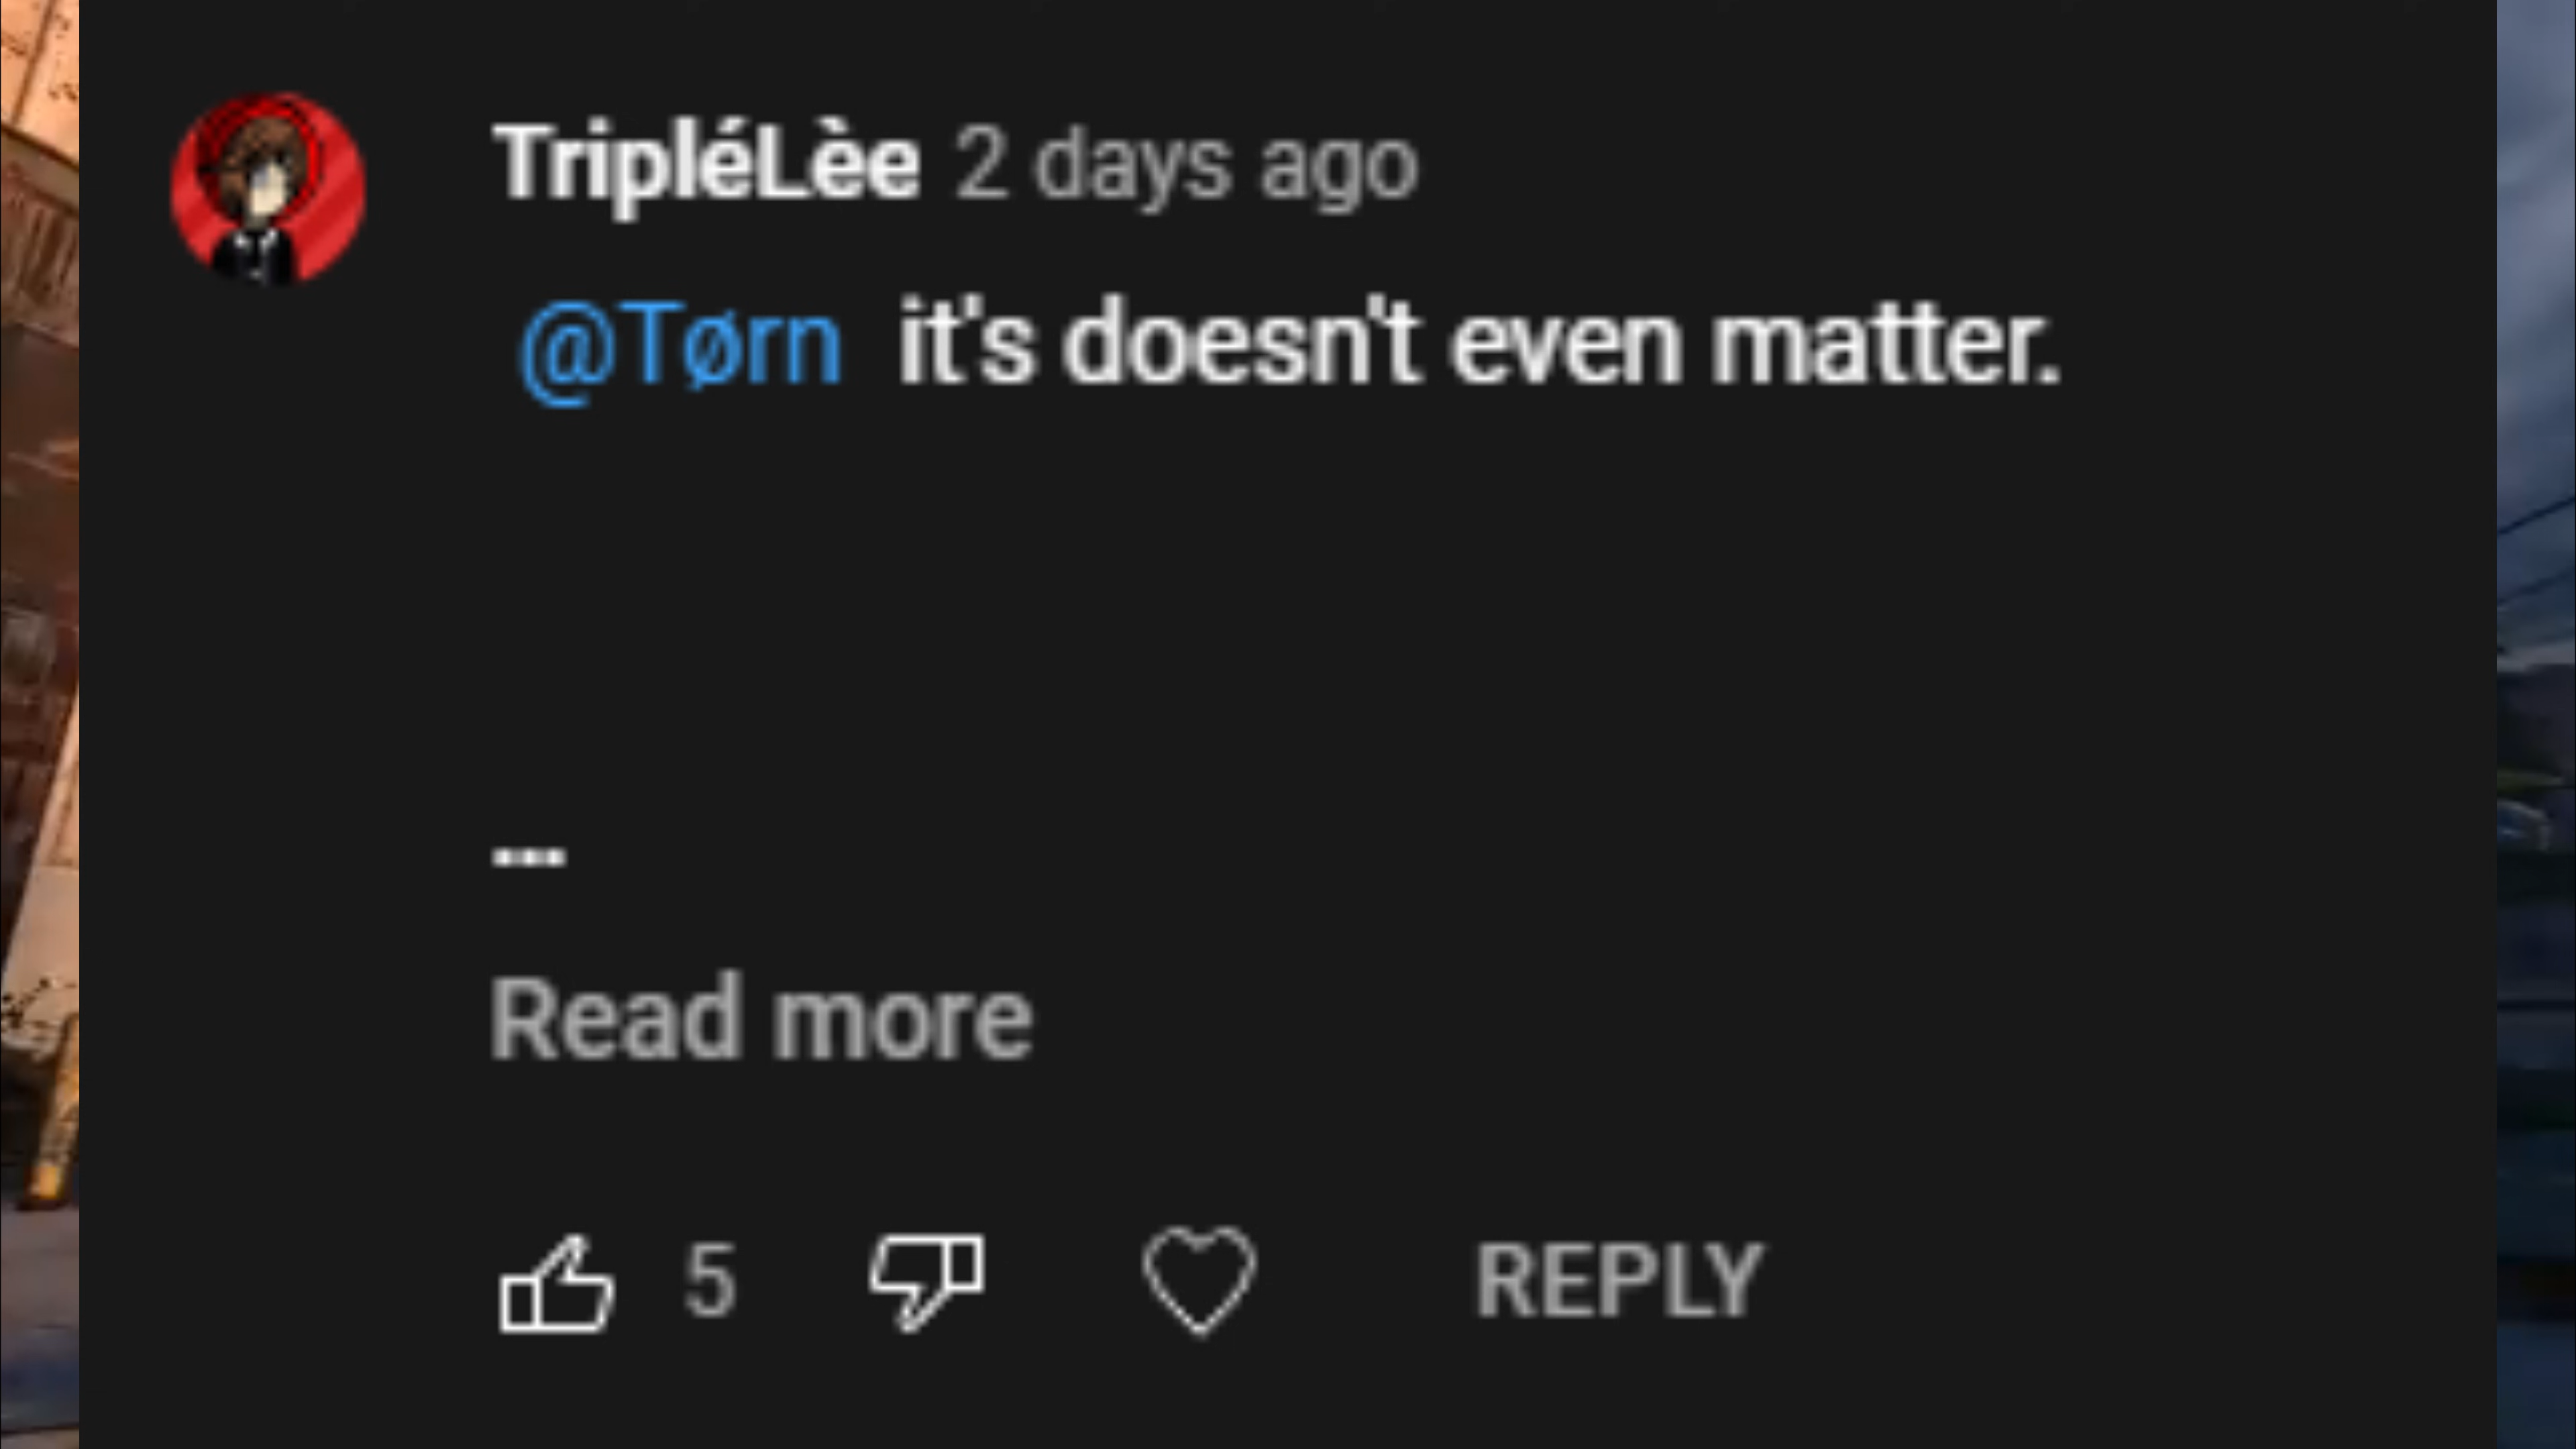 TripléLèe 2 days ago
@Tørn it's doesn't even matter.
---
Read more
5 REPLY